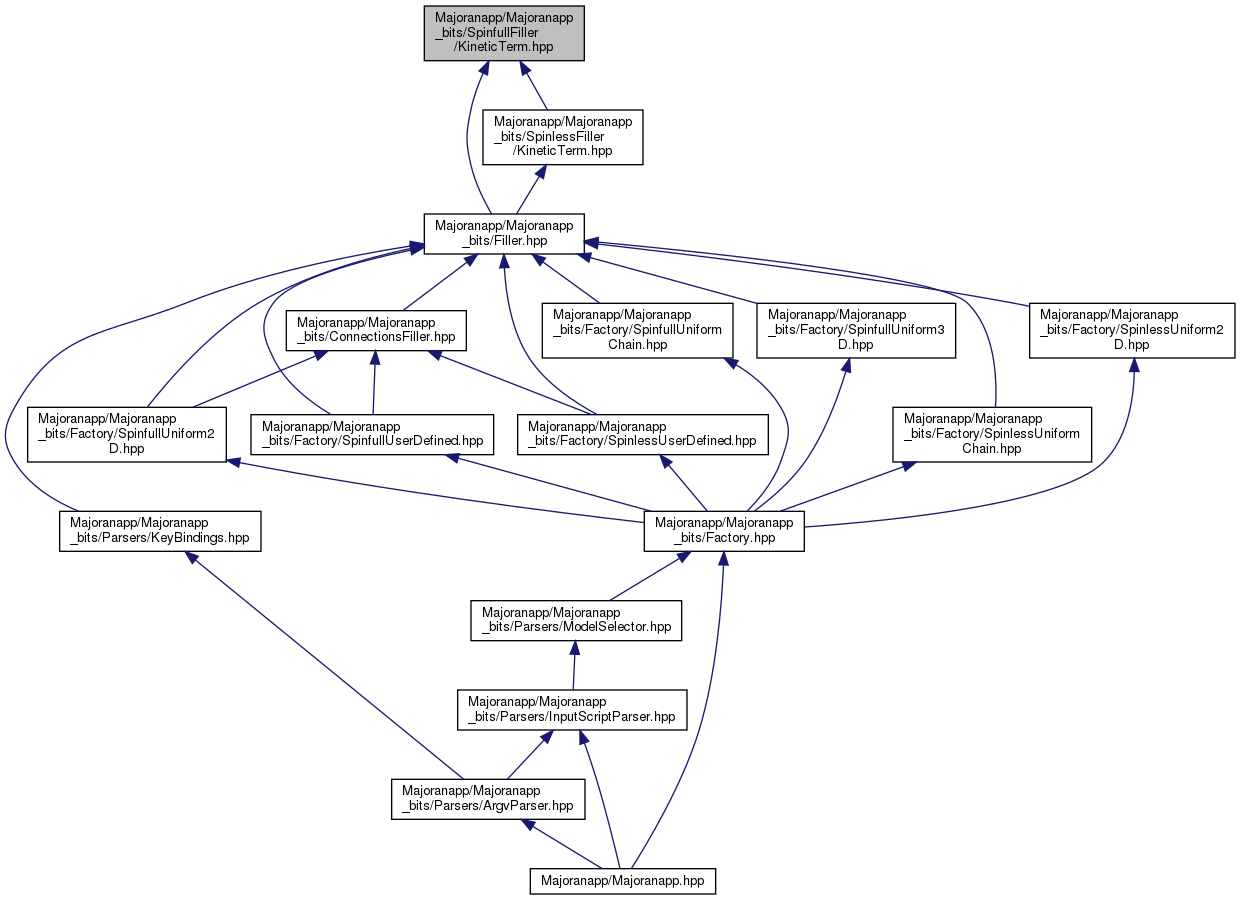 Majoranapp/Majoranapp
_bits/SpinfullFiller
/KineticTerm.hpp
Majoranapp/Majoranapp
_bits/SpinlessFiller
/KineticTerm.hpp
Majoranapp/Majoranapp
_bits/Filler.hpp
Majoranapp/Majoranapp
_bits/ConnectionsFiller.hpp
Majoranapp/Majoranapp
_bits/Factory/SpinfullUniform
Chain.hpp
Majoranapp/Majoranapp
_bits/Factory/SpinfullUniform3
D.hpp
Majoranapp/Majoranapp
_bits/Factory/SpinlessUniform2
D.hpp
Majoranapp/Majoranapp
_bits/Factory/SpinfullUniform2
D.hpp
Majoranapp/Majoranapp
_bits/Factory/SpinfullUserDefined.hpp
Majoranapp/Majoranapp
_bits/Factory/SpinlessUserDefined.hpp
Majoranapp/Majoranapp
_bits/Factory/SpinlessUniform
Chain.hpp
Majoranapp/Majoranapp
_bits/Parsers/KeyBindings.hpp
Majoranapp/Majoranapp
_bits/Factory.hpp
Majoranapp/Majoranapp
_bits/Parsers/ModelSelector.hpp
Majoranapp/Majoranapp
_bits/Parsers/InputScriptParser.hpp
Majoranapp/Majoranapp
_bits/Parsers/ArgvParser.hpp
Majoranapp/Majoranapp.hpp